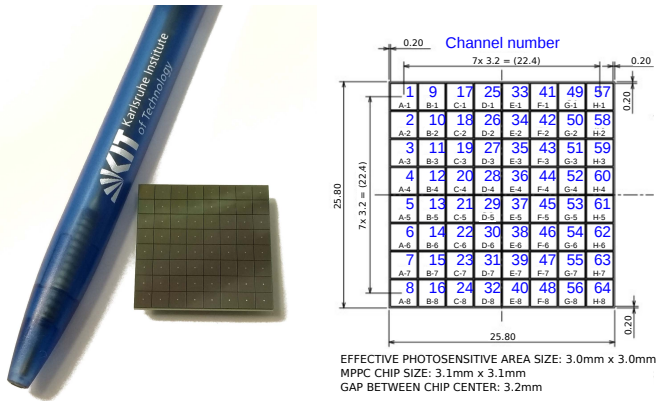 KIT Karlsruhe Institute
of Technology
Channel number
0.20
7x 3.2 = (22.4)
0.20
0.20
1 9 17 25 33 41 49 57
A-1 B-1 C-1 D-1 E-1 F-1 G-1 H-1
2 10 18 26 34 42 50 58
A-2 B-2 C-2 D-2 E-2 F-2 G-2 H-2
3 11 19 27 35 43 51 59
A-3 B-3 C-3 D-3 E-3 F-3 G-3 H-3
4 12 20 28 36 44 52 60
A-4 B-4 C-4 D-4 E-4 F-4 G-4 H-4
5 13 21 29 37 45 53 61
A-5 B-5 C-5 D-5 E-5 F-5 G-5 H-5
6 14 22 30 38 46 54 62
A-6 B-6 C-6 D-6 E-6 F-6 G-6 H-6
7 15 23 31 39 47 55 63
A-7 B-7 C-7 D-7 E-7 F-7 G-7 H-7
8 16 24 32 40 48 56 64
A-8 B-8 C-8 D-8 E-8 F-8 G-8 H-8
25.80
7x 3.2 = (22.4)
0.20
25.80
EFFECTIVE PHOTOSENSITIVE AREA SIZE: 3.0mm x 3.0mm
MPPC CHIP SIZE: 3.1mm x 3.1mm
GAP BETWEEN CHIP CENTER: 3.2mm